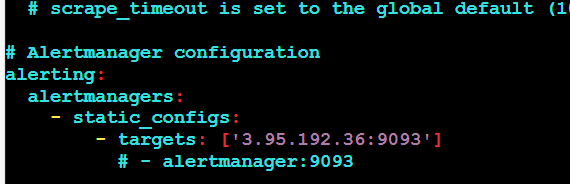 # scrape_timeout is set to the global default (1
# Alertmanager configuration
alerting:
alertmanagers:
- static_configs:
- targets: ['3.95.192.36:9093']
# - alertmanager:9093